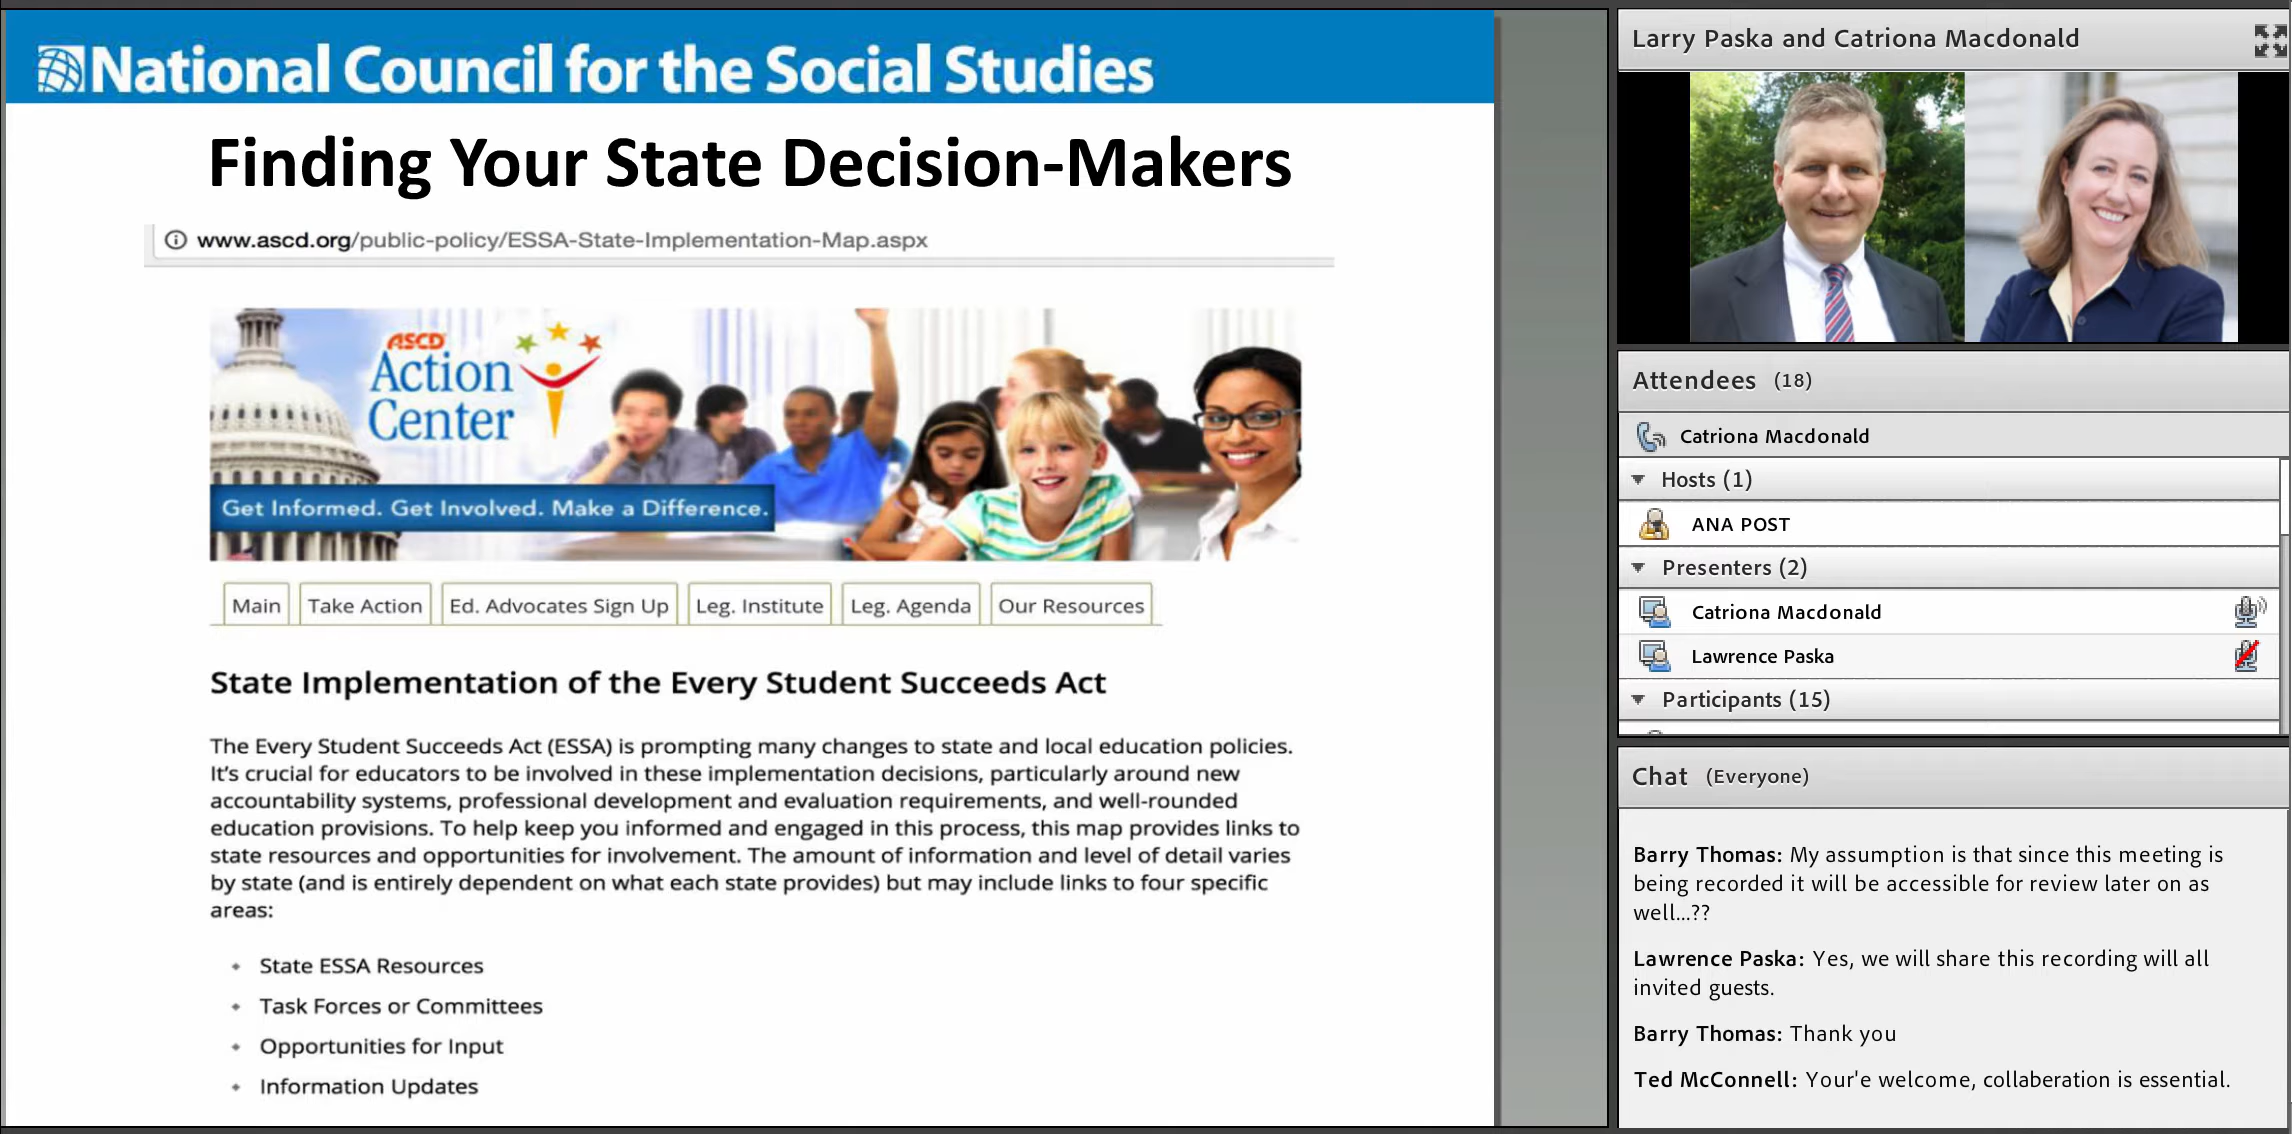 National Council for the Social Studies
Finding Your State Decision-Makers
www.ascd.org/public-policy/ESSA-State-Implementation-Map.aspx
ASCD
Action
Center
Get Informed. Get Involved. Make a Difference.
Main
Take Action
Ed. Advocates Sign Up
Leg. Institute
Leg. Agenda
Our Resources
State Implementation of the Every Student Succeeds Act
The Every Student Succeeds Act (ESSA) is prompting many changes to state and local education policies.
It's crucial for educators to be involved in these implementation decisions, particularly around new
accountability systems, professional development and evaluation requirements, and well-rounded
education provisions. To help keep you informed and engaged in this process, this map provides links to
state resources and opportunities for involvement. The amount of information and level of detail varies
by state (and is entirely dependent on what each state provides) but may include links to four specific
areas:
State ESSA Resources
Task Forces or Committees
Opportunities for Input
Information Updates
Larry Paska and Catriona Macdonald
Attendees (18)
Catriona Macdonald
Hosts (1)
ANA POST
Presenters (2)
Catriona Macdonald
Lawrence Paska
Participants (15)
Chat (Everyone)
Barry Thomas: My assumption is that since this meeting is
being recorded it will be accessible for review later on as
well...??
Lawrence Paska: Yes, we will share this recording will all
invited guests.
Barry Thomas: Thank you
Ted McConnell: Your'e welcome, collaberation is essential.